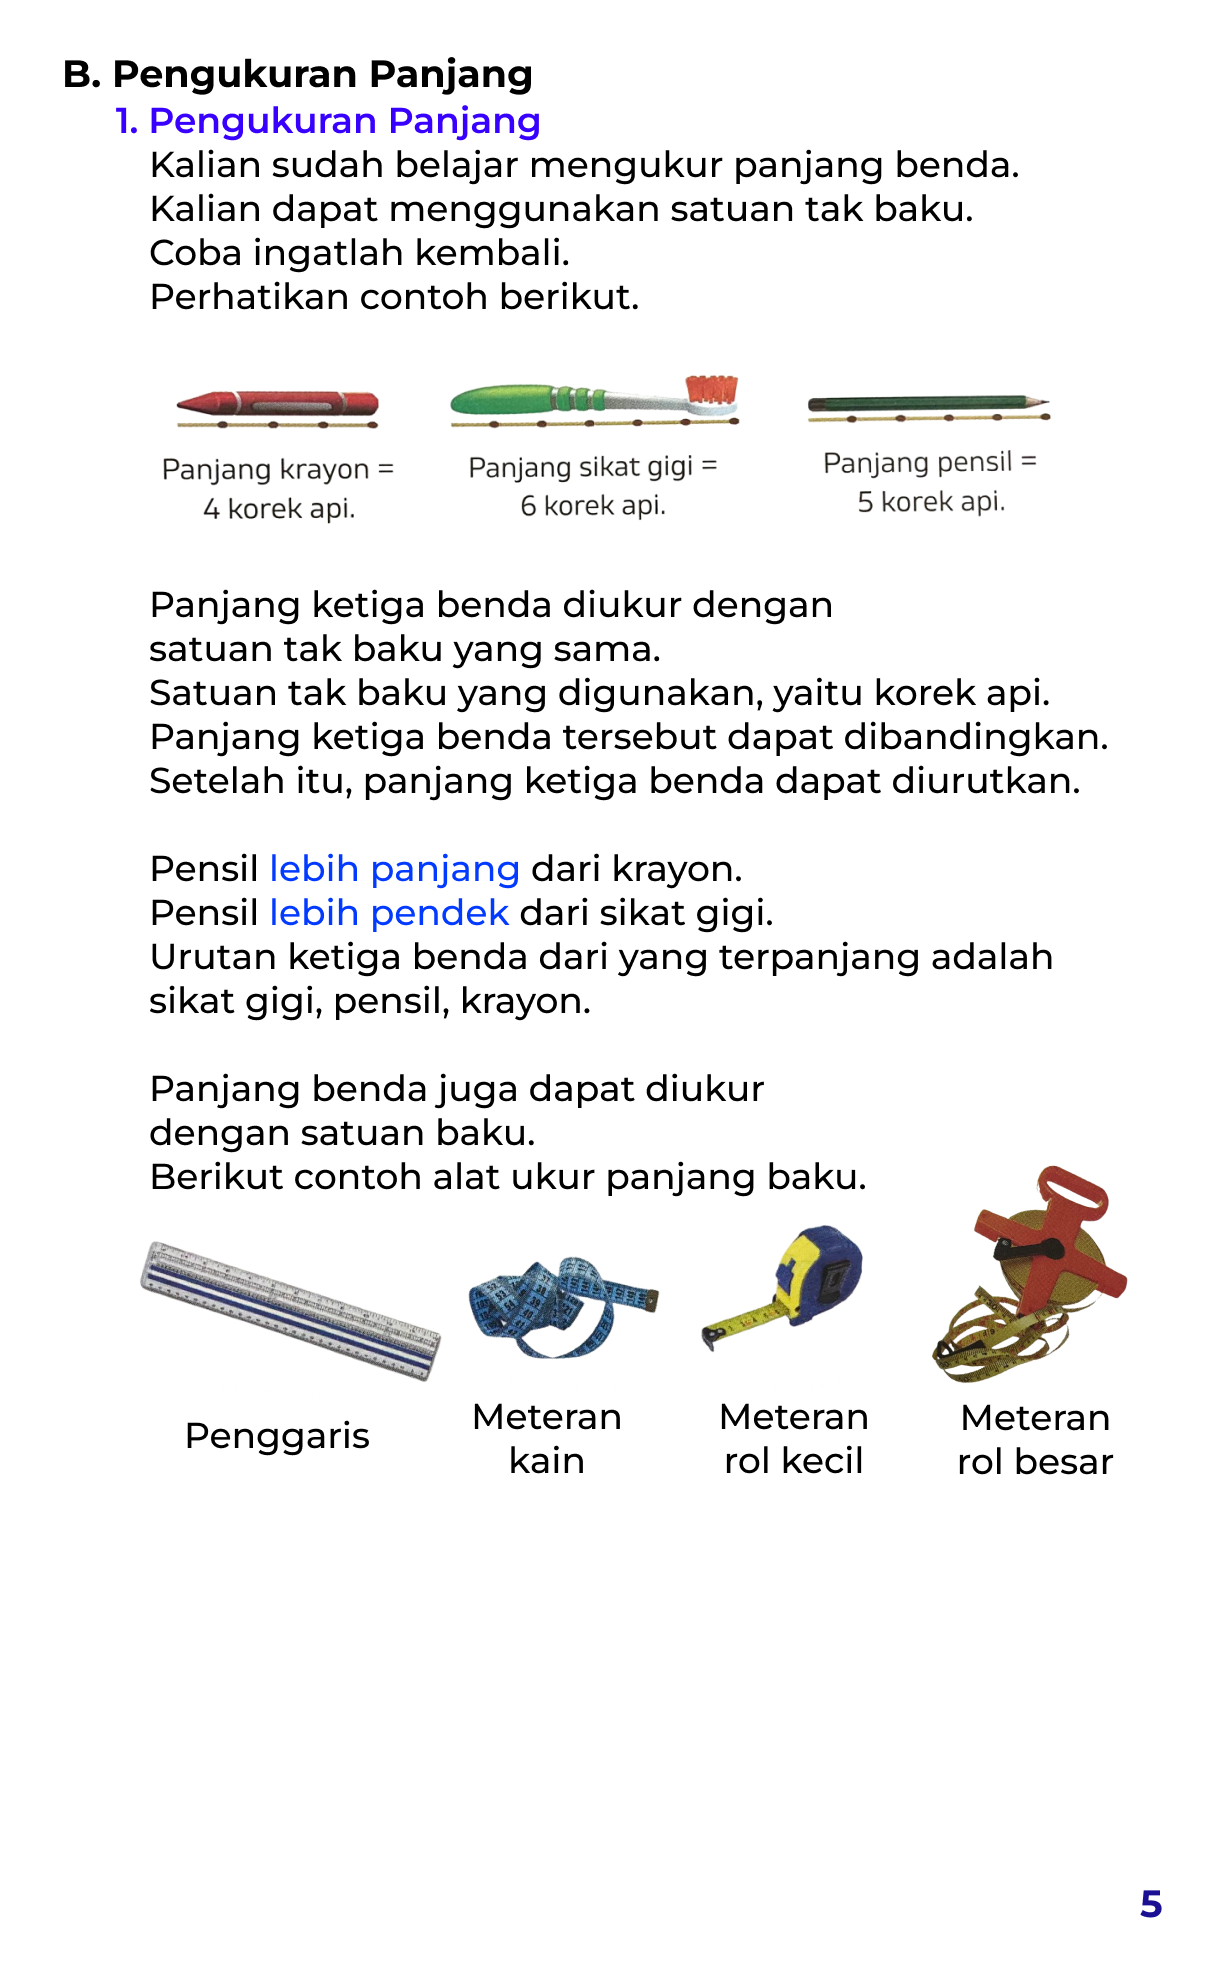 B. Pengukuran Panjang
1. Pengukuran Panjang
Kalian sudah belajar mengukur panjang benda.
Kalian dapat menggunakan satuan tak baku.
Coba ingatlah kembali.
Perhatikan contoh berikut.
Panjang krayon =
4 korek api.
Panjang sikat gigi =
6 korek api.
Panjang pensil =
5 korek api.
Panjang ketiga benda diukur dengan
satuan tak baku yang sama.
Satuan tak baku yang digunakan, yaitu korek api.
Panjang ketiga benda tersebut dapat dibandingkan.
Setelah itu, panjang ketiga benda dapat diurutkan.
Pensil lebih panjang dari krayon.
Pensil lebih pendek dari sikat gigi.
Urutan ketiga benda dari yang terpanjang adalah
sikat gigi, pensil, krayon.
Panjang benda juga dapat diukur
dengan satuan baku.
Berikut contoh alat ukur panjang baku.
Penggaris
Meteran
kain
Meteran
rol kecil
Meteran
rol besar
5